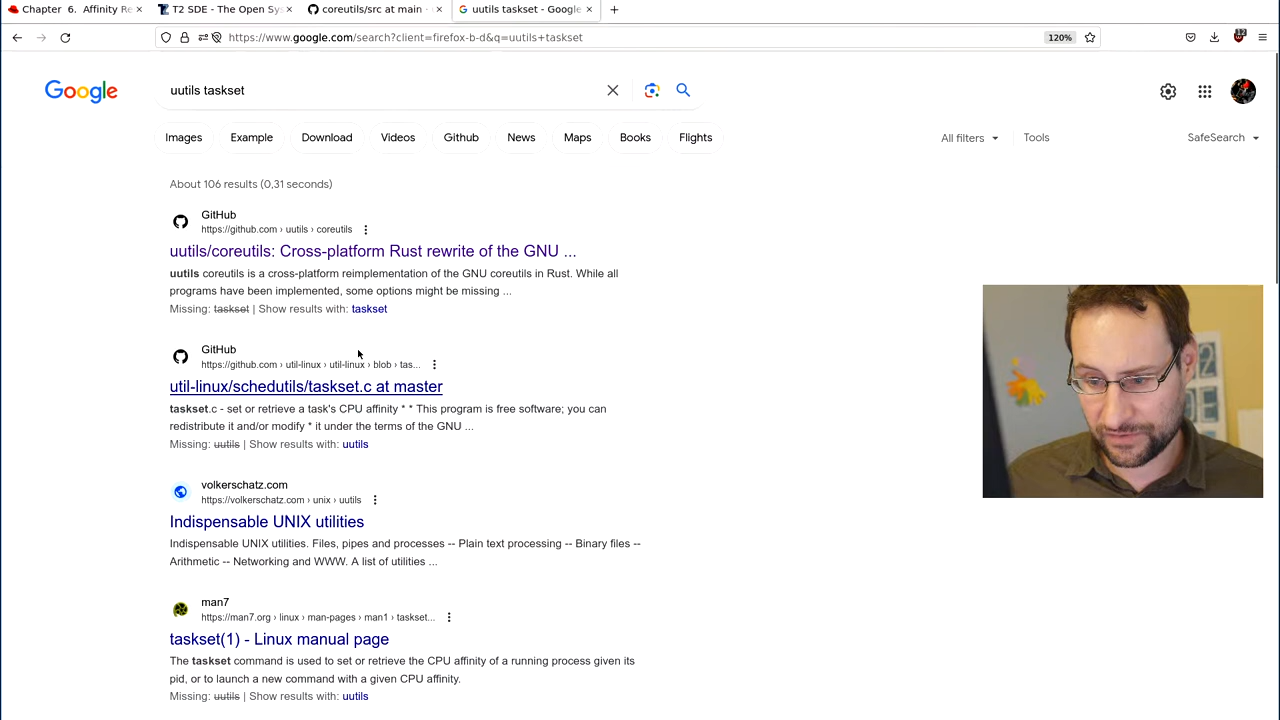 Chapter 6. Affinity Re
T2 SDE - The Open Sy
coreutils/src at main
uutils taskset - Google
https://www.google.com/search?client=firefox-b-d&q=uutils+taskset
120%
Google
uutils taskset
Images Example Download Videos Github News Maps Books Flights
All filters Tools
SafeSearch
About 106 results (0,31 seconds)
GitHub
https://github.com › uutils › coreutils
uutils/coreutils: Cross-platform Rust rewrite of the GNU ...
uutils coreutils is a cross-platform reimplementation of the GNU coreutils in Rust. While all
programs have been implemented, some options might be missing ...
Missing: taskset | Show results with: taskset
GitHub
https://github.com › util-linux › util-linux › blob › tas...
util-linux/schedutils/taskset.c at master
taskset.c - set or retrieve a task's CPU affinity * * This program is free software; you can
redistribute it and/or modify * it under the terms of the GNU ...
Missing: uutils | Show results with: uutils
volkerschatz.com
https://volkerschatz.com › unix › uutils
Indispensable UNIX utilities
Indispensable UNIX utilities. Files, pipes and processes -- Plain text processing -- Binary files --
Arithmetic -- Networking and WWW. A list of utilities ...
man7
https://man7.org › linux › man-pages › man1 › taskset...
taskset(1) - Linux manual page
The taskset command is used to set or retrieve the CPU affinity of a running process given its
pid, or to launch a new command with a given CPU affinity.
Missing: uutils | Show results with: uutils